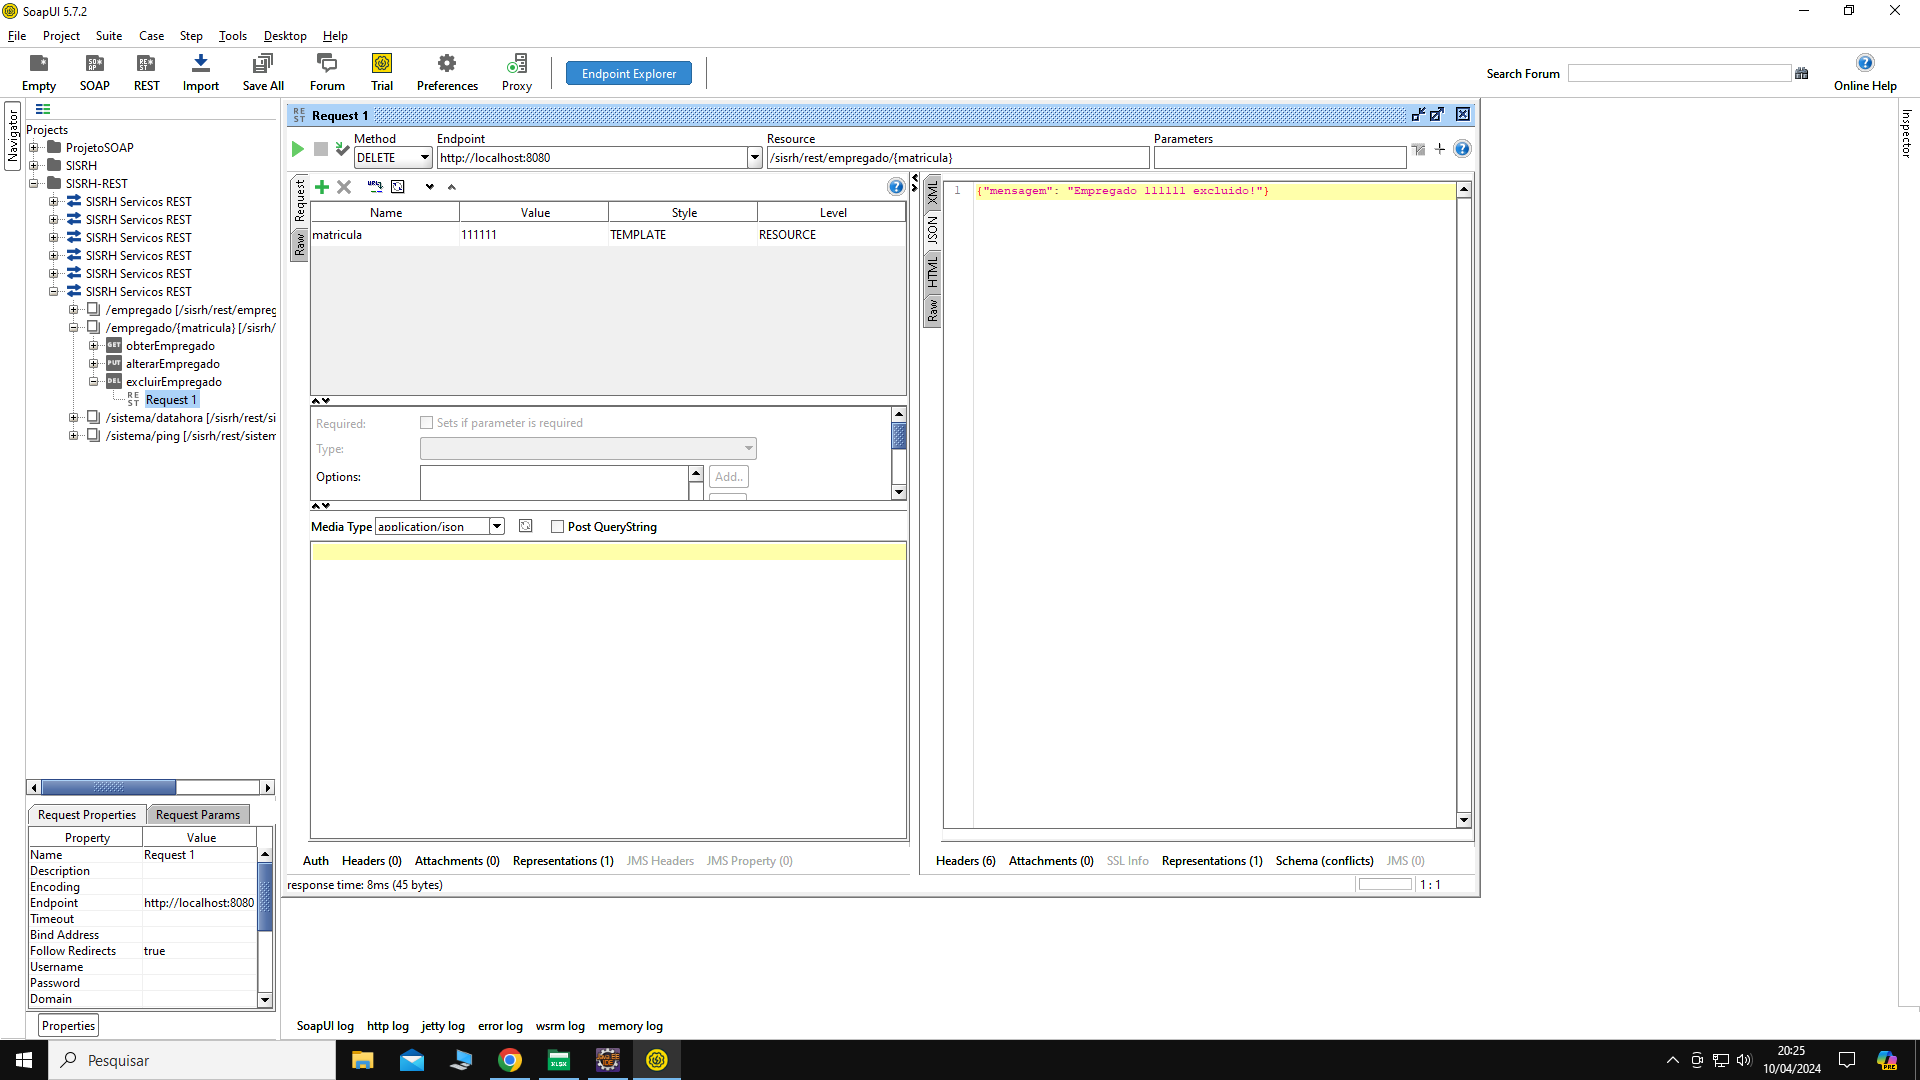 SoapUI 5.7.2
File Project Suite Case Step Tools Desktop Help
Empty SOAP REST Import Save All Forum Trial Preferences Proxy
Endpoint Explorer
Search Forum
Online Help
Navigator
Projects
ProjetoSOAP
SISRH
SISRH-REST
SISRH Servicos REST
SISRH Servicos REST
SISRH Servicos REST
SISRH Servicos REST
SISRH Servicos REST
SISRH Servicos REST
/empregado [/sisrh/rest/empreg
/empregado/{matricula} [/sisrh/
GET obterEmpregado
PUT alterarEmpregado
DEL excluirEmpregado
REST Request 1
/sistema/datahora [/sisrh/rest/si
/sistema/ping [/sisrh/rest/sistem
Request Properties Request Params
Property Value
Name Request 1
Description
Encoding
Endpoint http://localhost:8080
Timeout
Bind Address
Follow Redirects true
Username
Password
Domain
Properties
REST Request 1
Method Endpoint Resource Parameters
DELETE http://localhost:8080 /sisrh/rest/empregado/{matricula}
Request
Raw
Name Value Style Level
matricula 111111 TEMPLATE RESOURCE
Required: Sets if parameter is required
Type:
Options: Add..
Media Type application/json Post QueryString
Auth Headers (0) Attachments (0) Representations (1) JMS Headers JMS Property (0)
XML
JSON
HTML
Raw
1 {"mensagem": "Empregado 111111 excluido!"}
Headers (6) Attachments (0) SSL Info Representations (1) Schema (conflicts) JMS (0)
response time: 8ms (45 bytes)
1 : 1
Inspector
SoapUI log http log jetty log error log wsrm log memory log
Pesquisar
20:25
10/04/2024